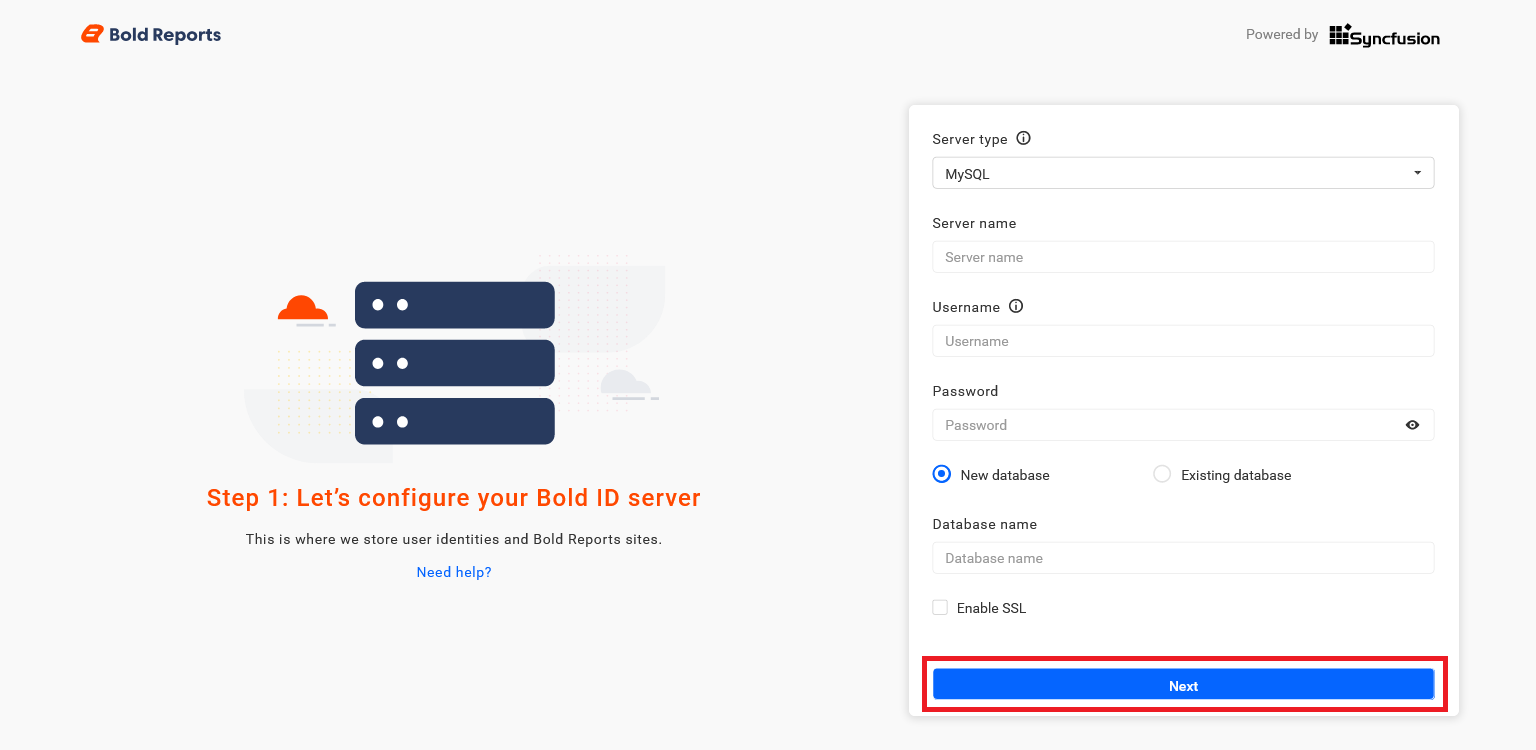 Bold Reports
Powered by Syncfusion
Step 1: Let’s configure your Bold ID server
This is where we store user identities and Bold Reports sites.
Need help?
Server type
MySQL
Server name
Server name
Username
Username
Password
Password
New database Existing database
Database name
Database name
Enable SSL
Next